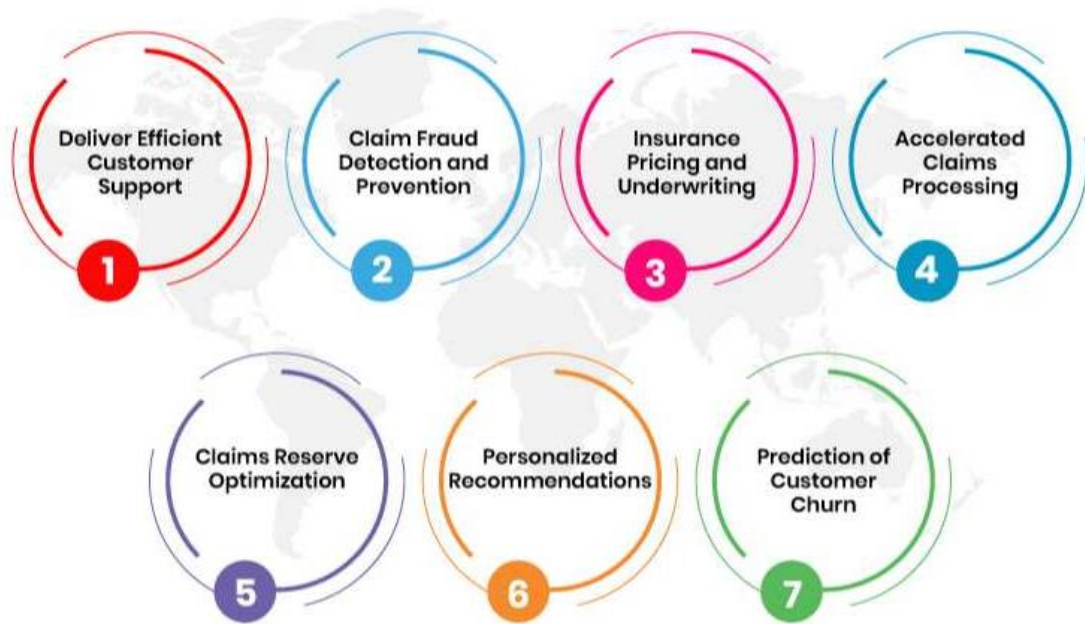 Deliver Efficient
Customer
Support
1
Claim Fraud
Detection and
Prevention
2
Insurance
Pricing and
Underwriting
3
Accelerated
Claims
Processing
4
Claims Reserve
Optimization
5
Personalized
Recommendations
6
Prediction of
Customer
Churn
7